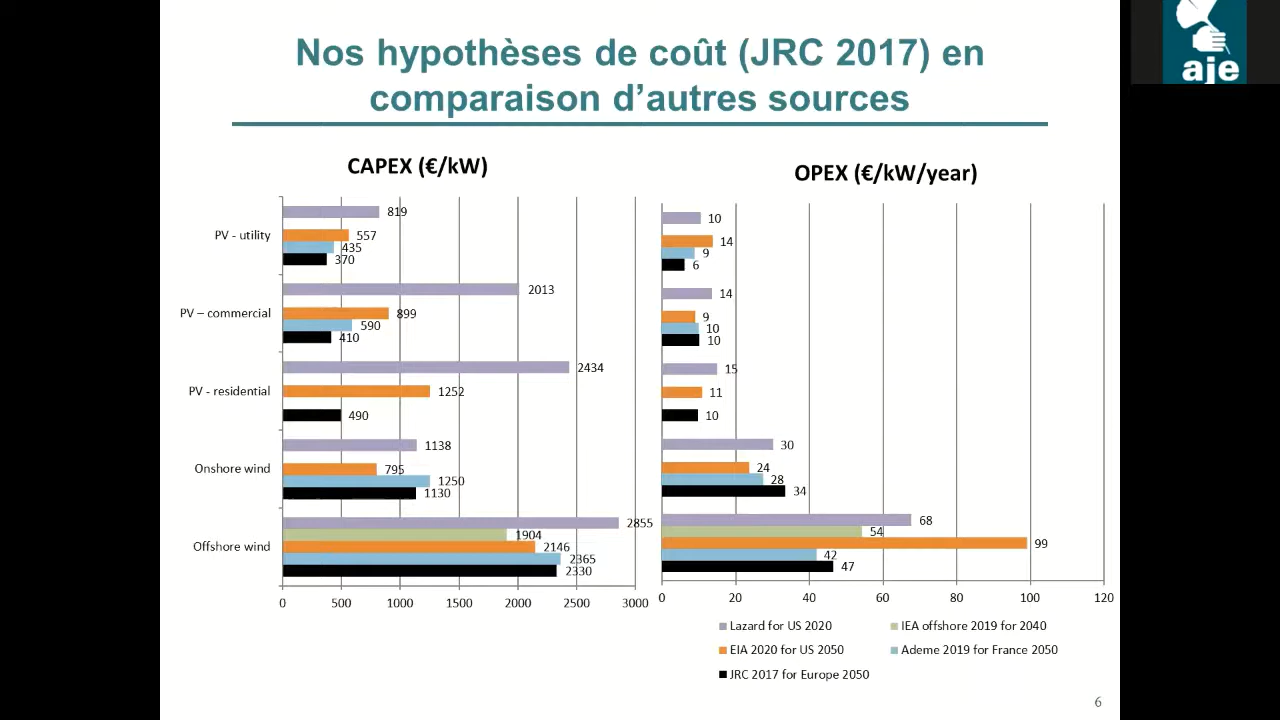 Nos hypothèses de coût (JRC 2017) en
comparaison d'autres sources
aje
CAPEX (€/kW)
PV - utility
819
557
435
370
PV – commercial
2013
899
590
410
PV - residential
2434
1252
490
Onshore wind
1138
795
1250
1130
Offshore wind
2855
1904
2146
2365
2330
0 500 1000 1500 2000 2500 3000
OPEX (€/kW/year)
10
14
9
6
14
9
10
10
15
11
10
30
24
28
34
68
54
99
42
47
0 20 40 60 80 100 120
Lazard for US 2020 IEA offshore 2019 for 2040
EIA 2020 for US 2050 Ademe 2019 for France 2050
JRC 2017 for Europe 2050
6